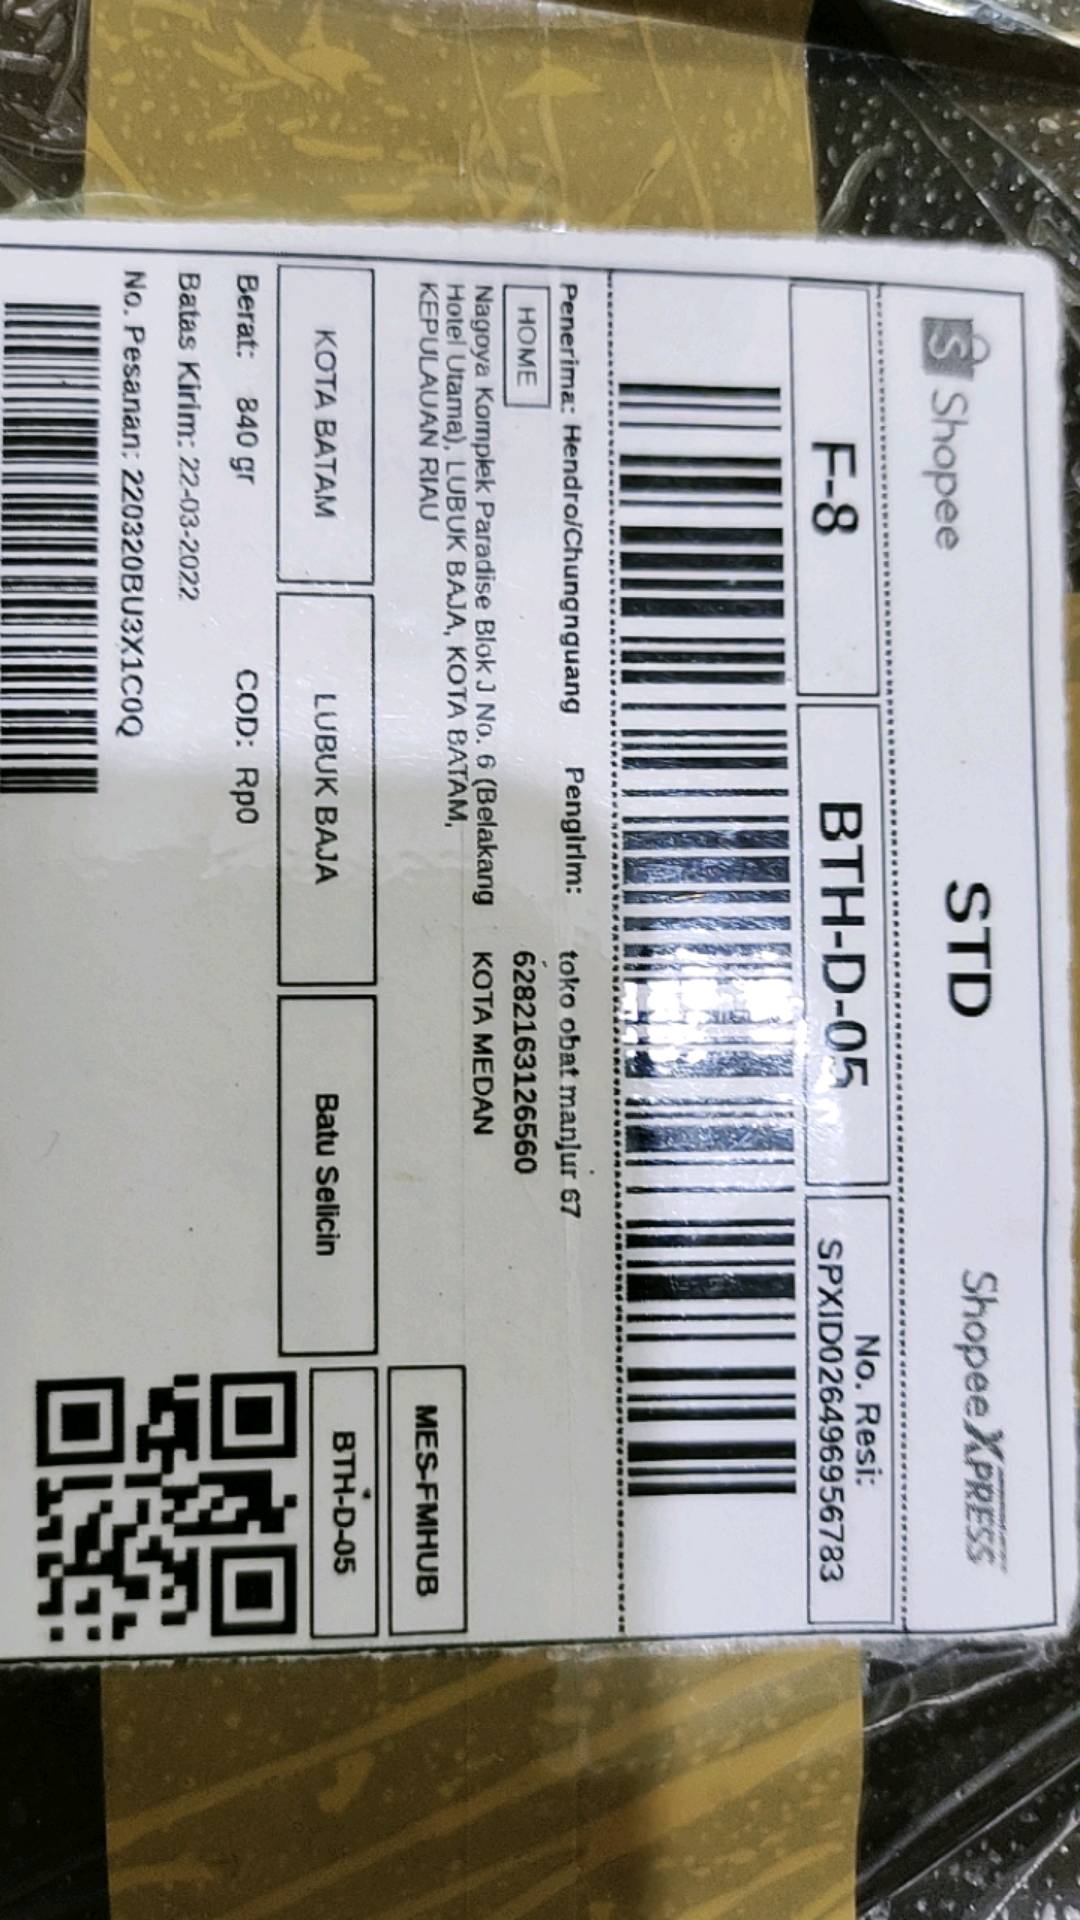 Shopee
STD
Shopee XPRESS
F-8
BTH-D-05
No. Resi:
SPXID026496956783
Penerima: Hendro/Chungnguang
Pengirim: toko obat manjur 67
HOME
6282163126560
Nagoya Komplek Paradise Blok J No. 6 (Belakang
KOTA MEDAN
Hotel Utama), LUBUK BAJA, KOTA BATAM,
KEPULAUAN RIAU
MES-FMHUB
KOTA BATAM
LUBUK BAJA
Batu Selicin
BTH-D-05
Berat: 840 gr
COD: Rp0
Batas Kirim: 22-03-2022
No. Pesanan: 220320BU3X1C0Q